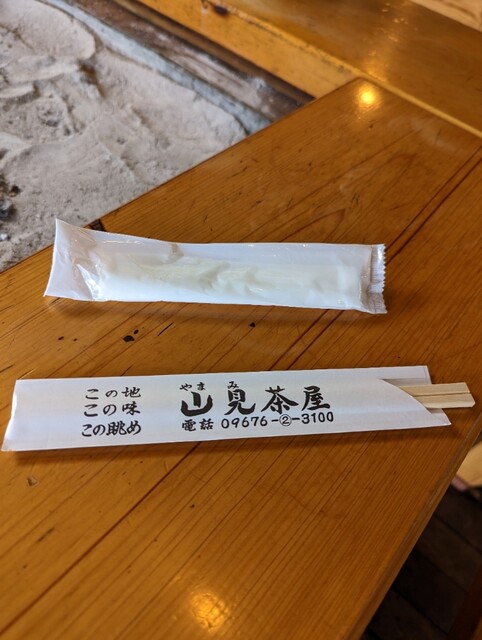 この地
この味
この眺め
やまみ
山見茶屋
電話 09676-②-3100